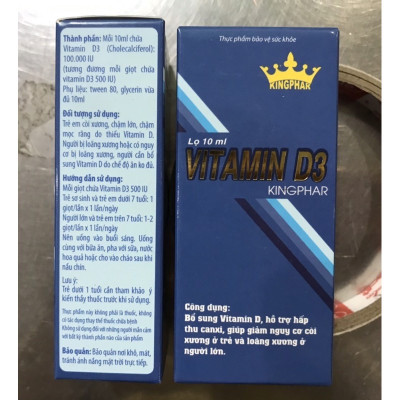 Thành phần: Mỗi 10ml chứa
Vitamin D3 (Cholecalciferol):
100.000 IU
(tương đương mỗi giọt chứa
vitamin D3 500 IU)
Phụ liệu: tween 80, glycerin vừa
đủ 10ml
Đối tượng sử dụng:
Trẻ em còi xương, chậm lớn, chậm
mọc răng do thiếu Vitamin D.
Người bị loãng xương hoặc có nguy
cơ bị loãng xương, người cần bổ
sung Vitamin D do chế độ ăn ko đủ.
Hướng dẫn sử dụng:
Mỗi giọt chứa Vitamin D3 500 IU
Trẻ sơ sinh và trẻ em dưới 7 tuổi: 1
giọt/lần x 1 lần/ngày
Người lớn và trẻ em trên 7 tuổi: 1-2
giọt/lần x 1 lần/ngày
Nên uống vào buổi sáng. Uống
cùng với bữa ăn, pha với sữa, nước
hoa quả hoặc cho vào cháo sau khi
nấu chín.
Lưu ý:
Trẻ dưới 1 tuổi cần tham khảo ý
kiến thầy thuốc trước khi sử dụng.
Thực phẩm này không phải là thuốc, không
có tác dụng thay thế thuốc chữa bệnh
Không sử dụng đối với những người mẫn cảm
với bất kỳ thành phần nào của sản phẩm
Bảo quản: Bảo quản nơi khô, mát,
tránh ánh nắng mặt trời trực tiếp.
Thực phẩm bảo vệ sức khỏe
KINGPHAR
Lọ 10 ml
VITAMIN D3
KINGPHAR
Công dụng:
Bổ sung Vitamin D, hỗ trợ hấp
thu canxi, giúp giảm nguy cơ còi
xương ở trẻ và loãng xương ở
người lớn.